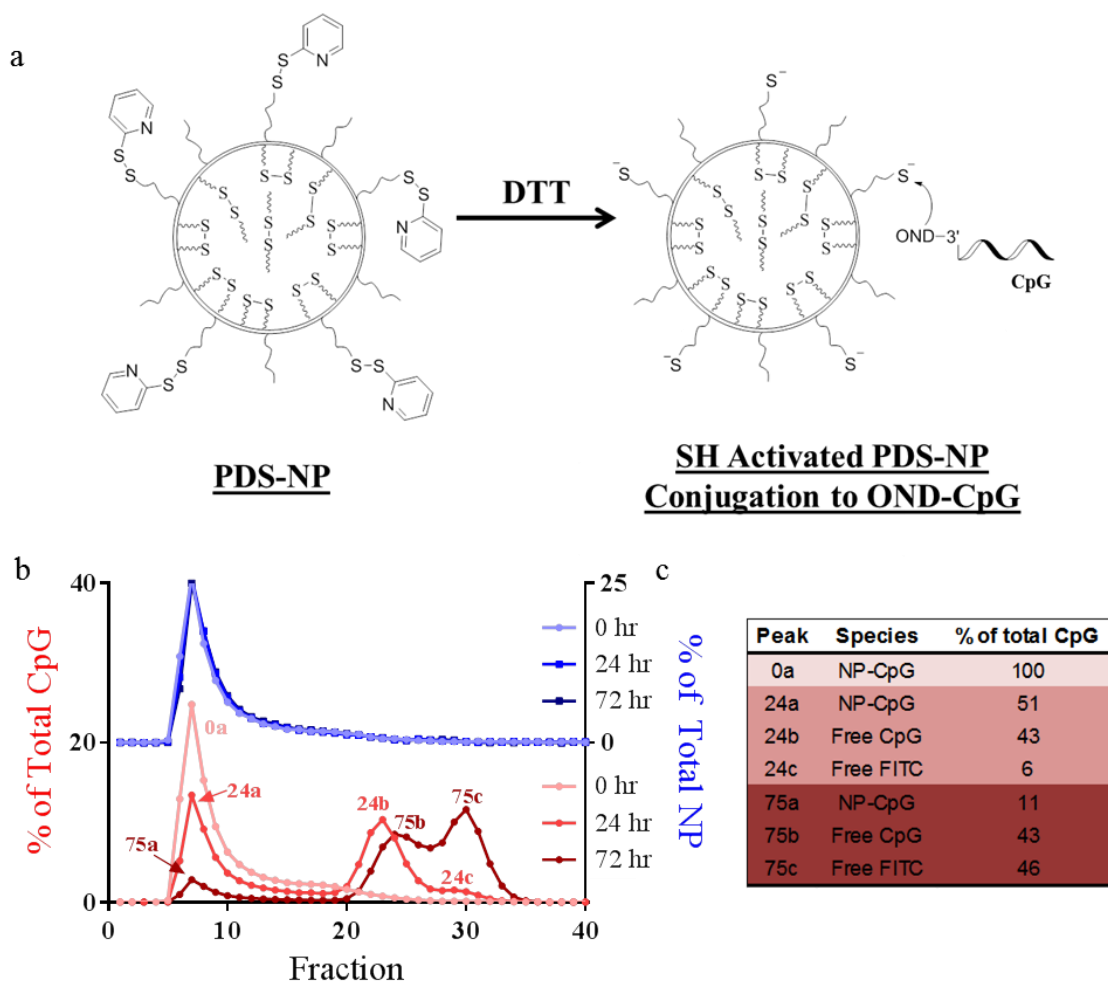 a
S
S
N
N
S
S
S
S
N
S-S
S
S
S
S
S
S
S
S
S
S
S-S
S
S
S
S
S
S
N
S-S
N
DTT
S⁻
⁻S
S⁻
S-S
S
S
S
S
S
S
S
S
S
S
S
S
S-S
S
S
S
S
⁻S
S⁻
OND-3'
CpG
PDS-NP
SH Activated PDS-NP
Conjugation to OND-CpG
b
% of Total CpG
40
20
0
0
10
20
30
40
Fraction
25
0
% of Total NP
0 hr
24 hr
72 hr
0 hr
24 hr
72 hr
0a
24a
75a
24b
75b
75c
24c
c
Peak Species % of total CpG
0a NP-CpG 100
24a NP-CpG 51
24b Free CpG 43
24c Free FITC 6
75a NP-CpG 11
75b Free CpG 43
75c Free FITC 46